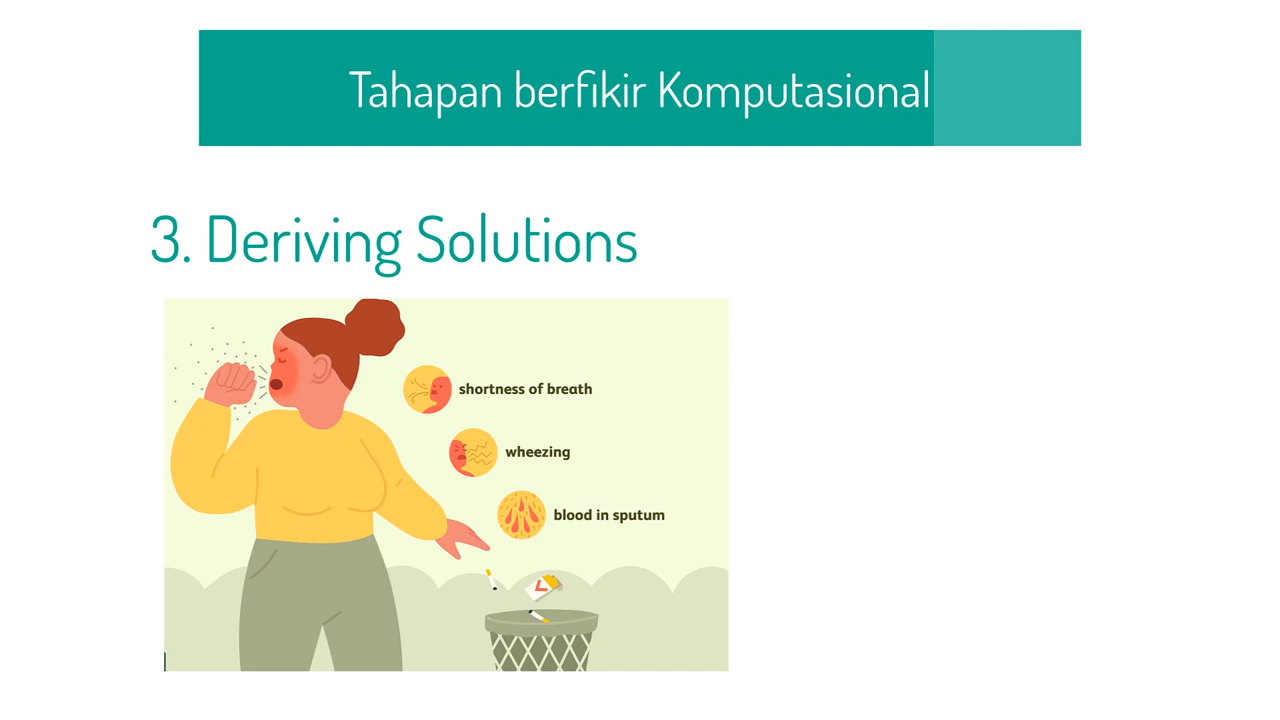 Tahapan berfikir Komputasional
3. Deriving Solutions
shortness of breath
wheezing
blood in sputum